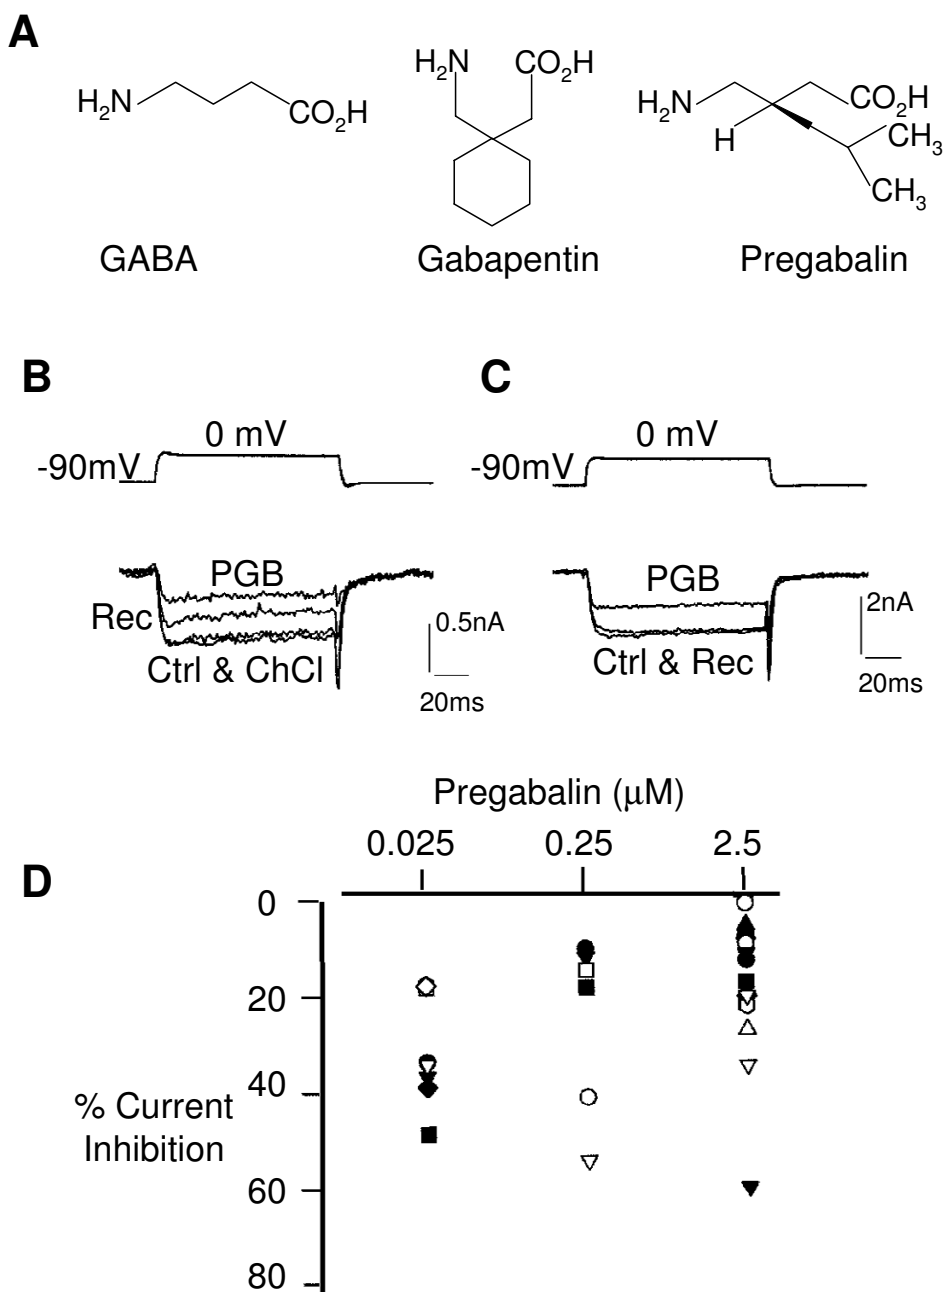 A
H₂N
CO₂H
GABA
H₂N
CO₂H
Gabapentin
H₂N
CO₂H
H
CH₃
CH₃
Pregabalin
B
0 mV
-90mV
PGB
Rec
Ctrl & ChCl
0.5nA
20ms
C
0 mV
-90mV
PGB
Ctrl & Rec
2nA
20ms
D
Pregabalin (μM)
0.025 0.25 2.5
0
20
40
60
80
% Current
Inhibition